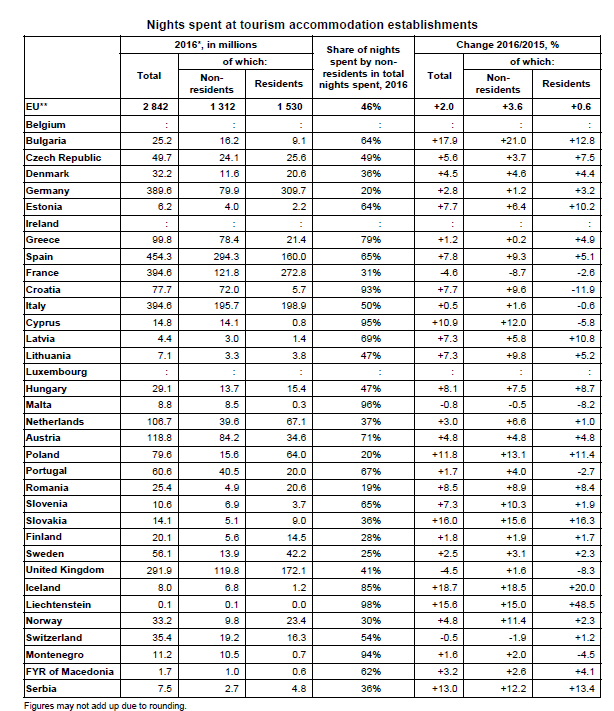 Nights spent at tourism accommodation establishments
2016*, in millions Share of nights spent by non-residents in total nights spent, 2016 Change 2016/2015, %
Total of which: Total of which:
Non-residents Residents Non-residents Residents
EU** 2 842 1 312 1 530 46% +2.0 +3.6 +0.6
Belgium : : : : : :
Bulgaria 25.2 16.2 9.1 64% +17.9 +21.0 +12.8
Czech Republic 49.7 24.1 25.6 49% +5.6 +3.7 +7.5
Denmark 32.2 11.6 20.6 36% +4.5 +4.6 +4.4
Germany 389.6 79.9 309.7 20% +2.8 +1.2 +3.2
Estonia 6.2 4.0 2.2 64% +7.7 +6.4 +10.2
Ireland : : : : : :
Greece 99.8 78.4 21.4 79% +1.2 +0.2 +4.9
Spain 454.3 294.3 160.0 65% +7.8 +9.3 +5.1
France 394.6 121.8 272.8 31% -4.6 -8.7 -2.6
Croatia 77.7 72.0 5.7 93% +7.7 +9.6 -11.9
Italy 394.6 195.7 198.9 50% +0.5 +1.6 -0.6
Cyprus 14.8 14.1 0.8 95% +10.9 +12.0 -5.8
Latvia 4.4 3.0 1.4 69% +7.3 +5.8 +10.8
Lithuania 7.1 3.3 3.8 47% +7.3 +9.8 +5.2
Luxembourg : : : : : :
Hungary 29.1 13.7 15.4 47% +8.1 +7.5 +8.7
Malta 8.8 8.5 0.3 96% -0.8 -0.5 -8.2
Netherlands 106.7 39.6 67.1 37% +3.0 +6.6 +1.0
Austria 118.8 84.2 34.6 71% +4.8 +4.8 +4.8
Poland 79.6 15.6 64.0 20% +11.8 +13.1 +11.4
Portugal 60.6 40.5 20.0 67% +1.7 +4.0 -2.7
Romania 25.4 4.9 20.6 19% +8.5 +8.9 +8.4
Slovenia 10.6 6.9 3.7 65% +7.3 +10.3 +1.9
Slovakia 14.1 5.1 9.0 36% +16.0 +15.6 +16.3
Finland 20.1 5.6 14.5 28% +1.8 +1.9 +1.7
Sweden 56.1 13.9 42.2 25% +2.5 +3.1 +2.3
United Kingdom 291.9 119.8 172.1 41% -4.5 +1.6 -8.3
Iceland 8.0 6.8 1.2 85% +18.7 +18.5 +20.0
Liechtenstein 0.1 0.1 0.0 98% +15.6 +15.0 +48.5
Norway 33.2 9.8 23.4 30% +4.8 +11.4 +2.3
Switzerland 35.4 19.2 16.3 54% -0.5 -1.9 +1.2
Montenegro 11.2 10.5 0.7 94% +1.6 +2.0 -4.5
FYR of Macedonia 1.7 1.0 0.6 62% +3.2 +2.6 +4.1
Serbia 7.5 2.7 4.8 36% +13.0 +12.2 +13.4
Figures may not add up due to rounding.